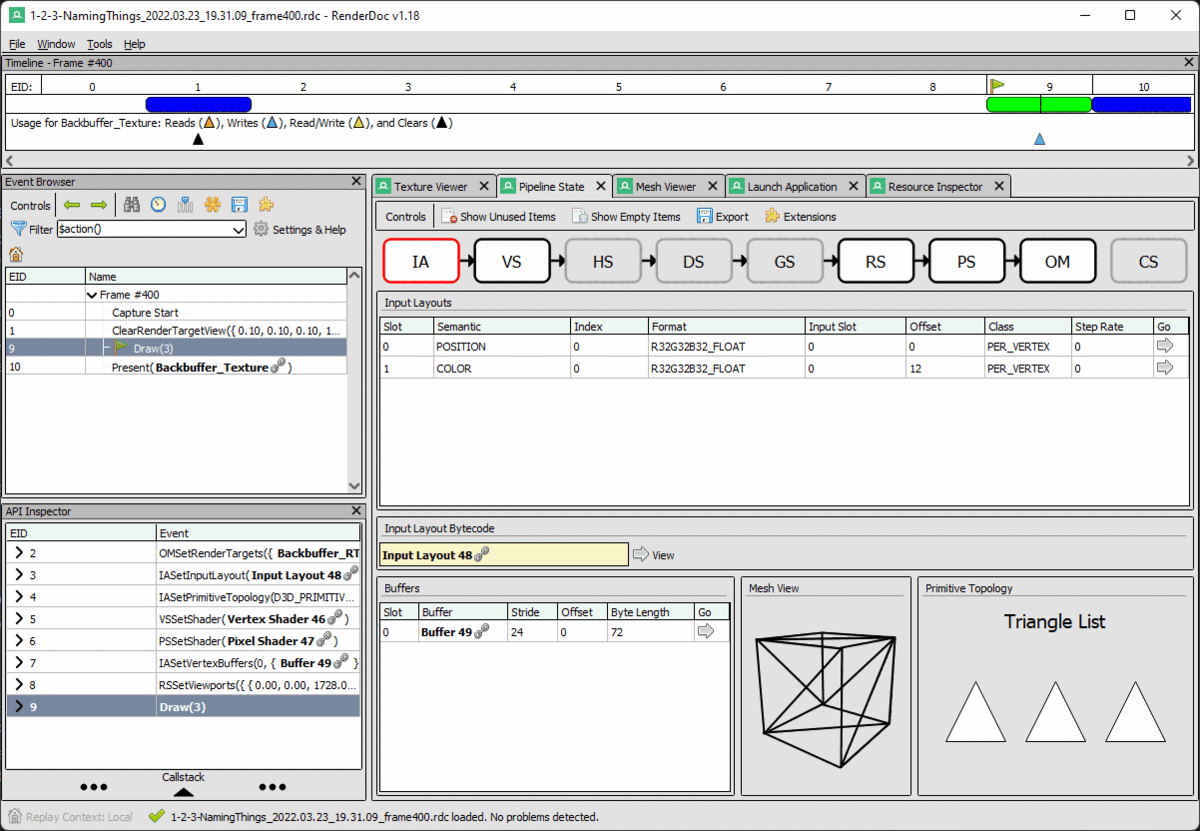 1-2-3-NamingThings_2022.03.23_19.31.09_frame400.rdc - RenderDoc v1.18
File Window Tools Help
Timeline - Frame #400
EID: 0 1 2 3 4 5 6 7 8 9 10
Usage for Backbuffer_Texture: Reads ( ), Writes ( ), Read/Write ( ), and Clears ( )
Event Browser
Controls
Filter $action() Settings & Help
EID Name
Frame #400
0 Capture Start
1 ClearRenderTargetView({ 0.10, 0.10, 0.10, 1...
9 Draw(3)
10 Present( Backbuffer_Texture )
API Inspector
EID Event
2 OMSetRenderTargets({ Backbuffer_RT
3 IASetInputLayout( Input Layout 48
4 IASetPrimitiveTopology(D3D_PRIMITIV...
5 VSSetShader( Vertex Shader 46 )
6 PSSetShader( Pixel Shader 47 )
7 IASetVertexBuffers(0, { Buffer 49 }
8 RSSetViewports({ { 0.00, 0.00, 1728.0...
9 Draw(3)
Callstack
Texture Viewer Pipeline State Mesh Viewer Launch Application Resource Inspector
Controls Show Unused Items Show Empty Items Export Extensions
IA VS HS DS GS RS PS OM CS
Input Layouts
Slot Semantic Index Format Input Slot Offset Class Step Rate Go
0 POSITION 0 R32G32B32_FLOAT 0 0 PER_VERTEX 0
1 COLOR 0 R32G32B32_FLOAT 0 12 PER_VERTEX 0
Input Layout Bytecode
Input Layout 48 View
Buffers
Slot Buffer Stride Offset Byte Length Go
0 Buffer 49 24 0 72
Mesh View
Primitive Topology
Triangle List
Replay Context: Local 1-2-3-NamingThings_2022.03.23_19.31.09_frame400.rdc loaded. No problems detected.